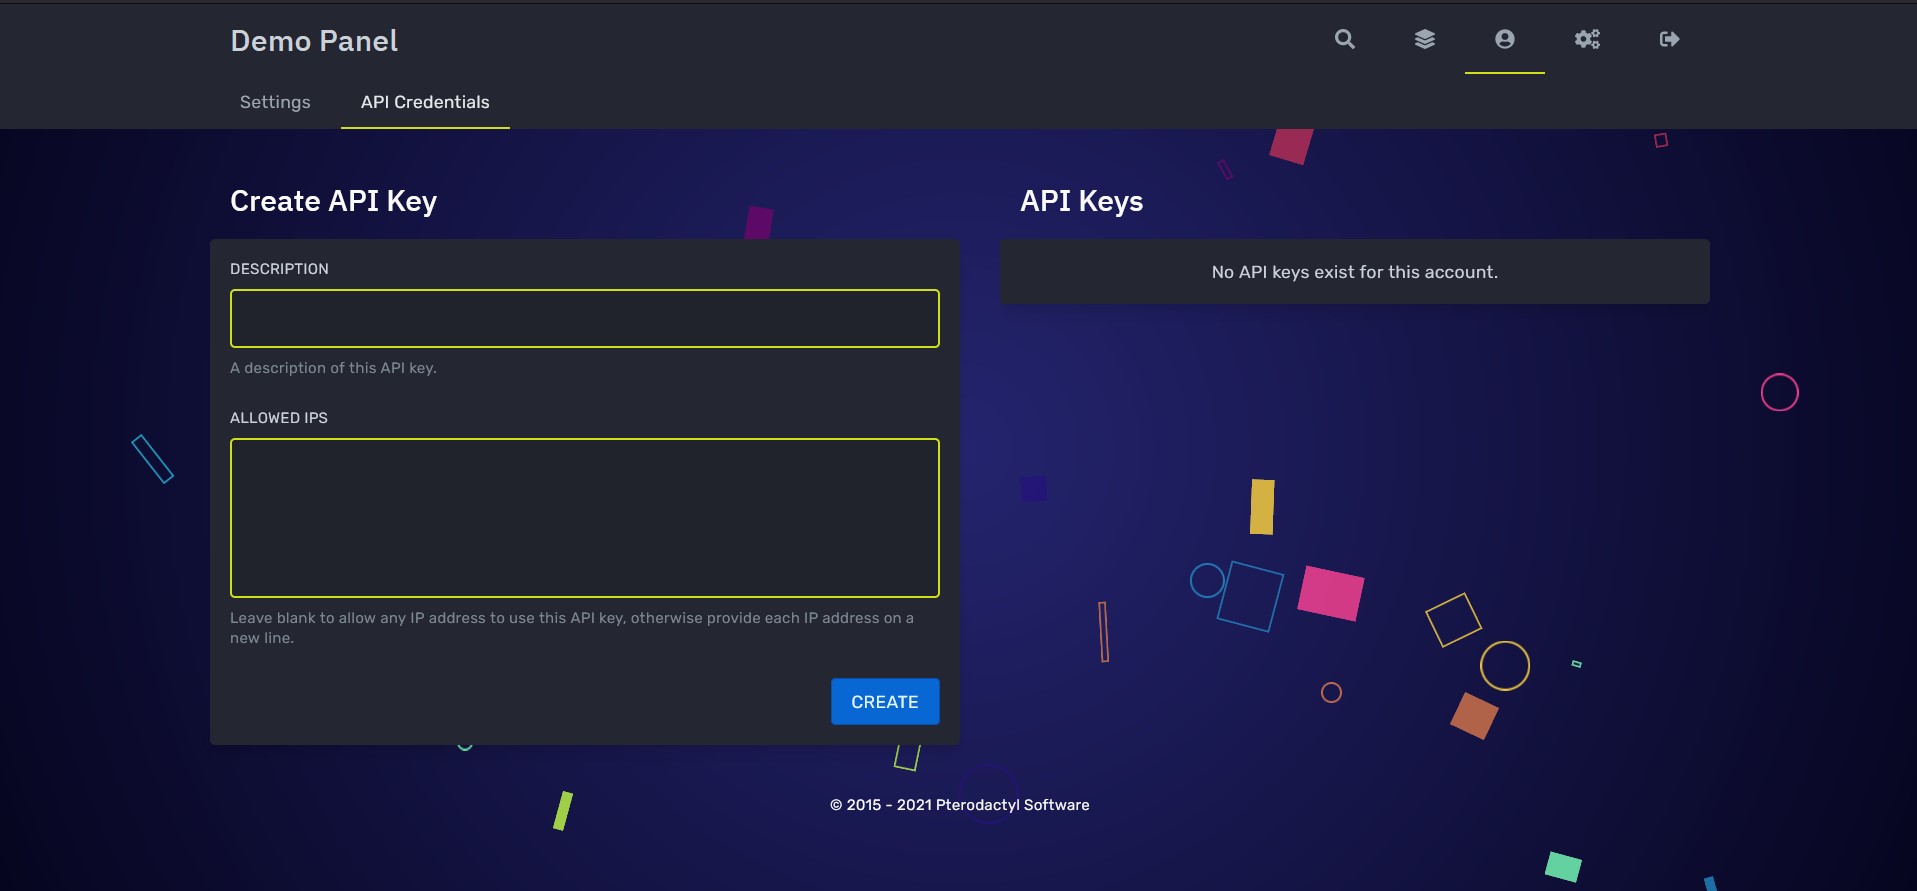 Demo Panel
Settings
API Credentials
Create API Key
DESCRIPTION
A description of this API key.
ALLOWED IPS
Leave blank to allow any IP address to use this API key, otherwise provide each IP address on a
new line.
CREATE
API Keys
No API keys exist for this account.
© 2015 - 2021 Pterodactyl Software